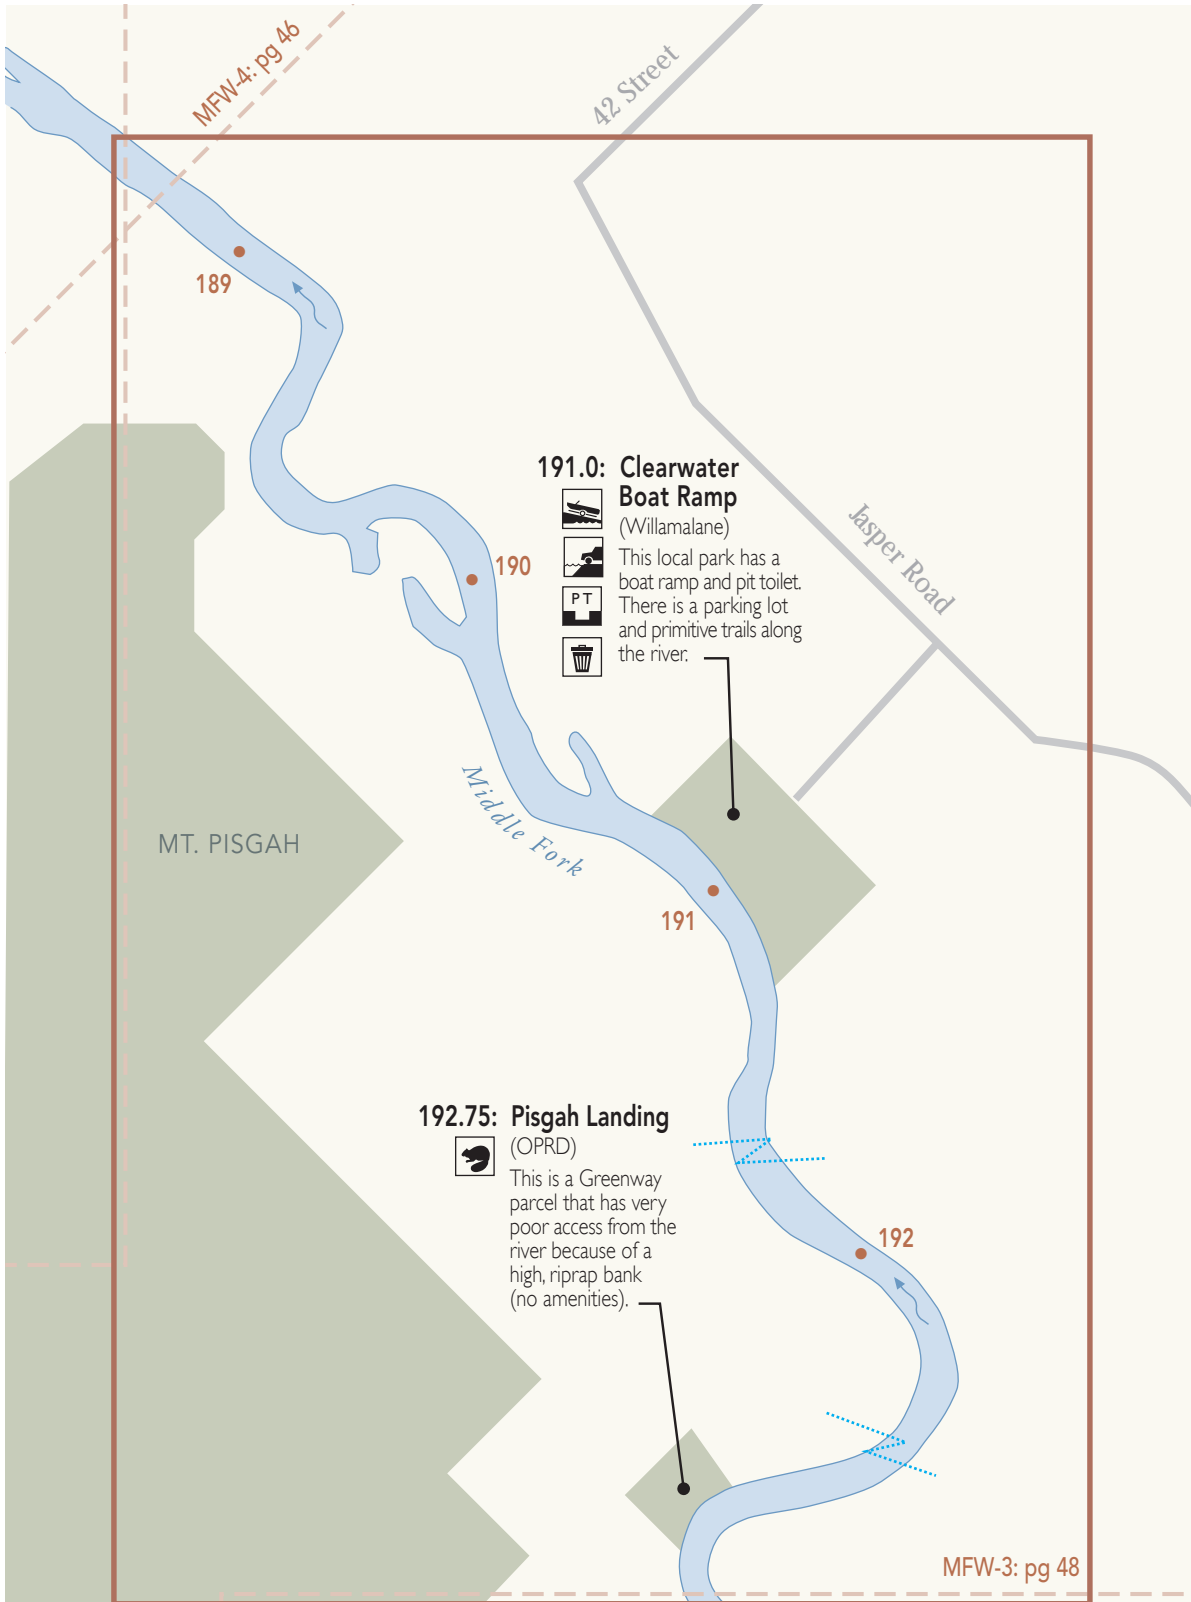 MFW-4: pg 46
42 Street
189
191.0: Clearwater
Boat Ramp
(Willamalane)
This local park has a
boat ramp and pit toilet.
There is a parking lot
and primitive trails along
the river.
PT
Jasper Road
190
Middle Fork
MT. PISGAH
191
192.75: Pisgah Landing
(OPRD)
This is a Greenway
parcel that has very
poor access from the
river because of a
high, riprap bank
(no amenities).
192
MFW-3: pg 48